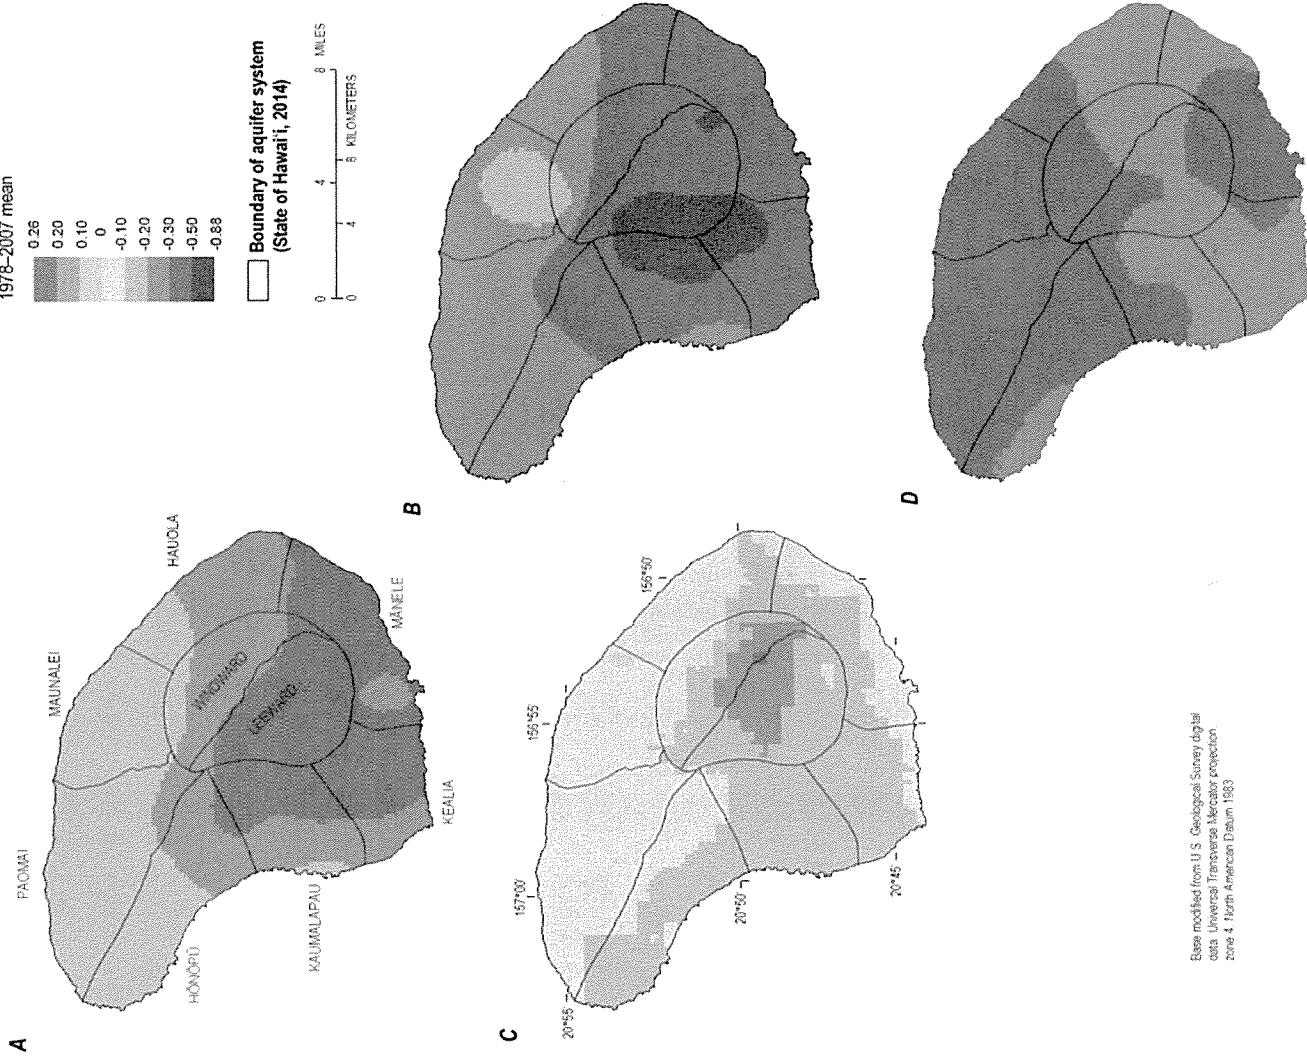 1978–2007 mean
0.26
0.20
0.10
0
-0.10
-0.20
-0.30
-0.50
-0.88
Boundary of aquifer system
(State of Hawai'i, 2014)
0 4 8 MILES
0 4 8 KILOMETERS
A
PAOMAI
MAUNALEI
HAUOLA
WINDWARD
LEEWARD
MĀNELE
KEALIA
KAUMALAPAU
HONOPŪ
B
C
157°00'
156°55'
156°50'
20°55'
20°50'
20°45'
D
Base modified from U.S. Geological Survey digital
data. Universal Transverse Mercator projection.
zone 4. North American Datum 1983